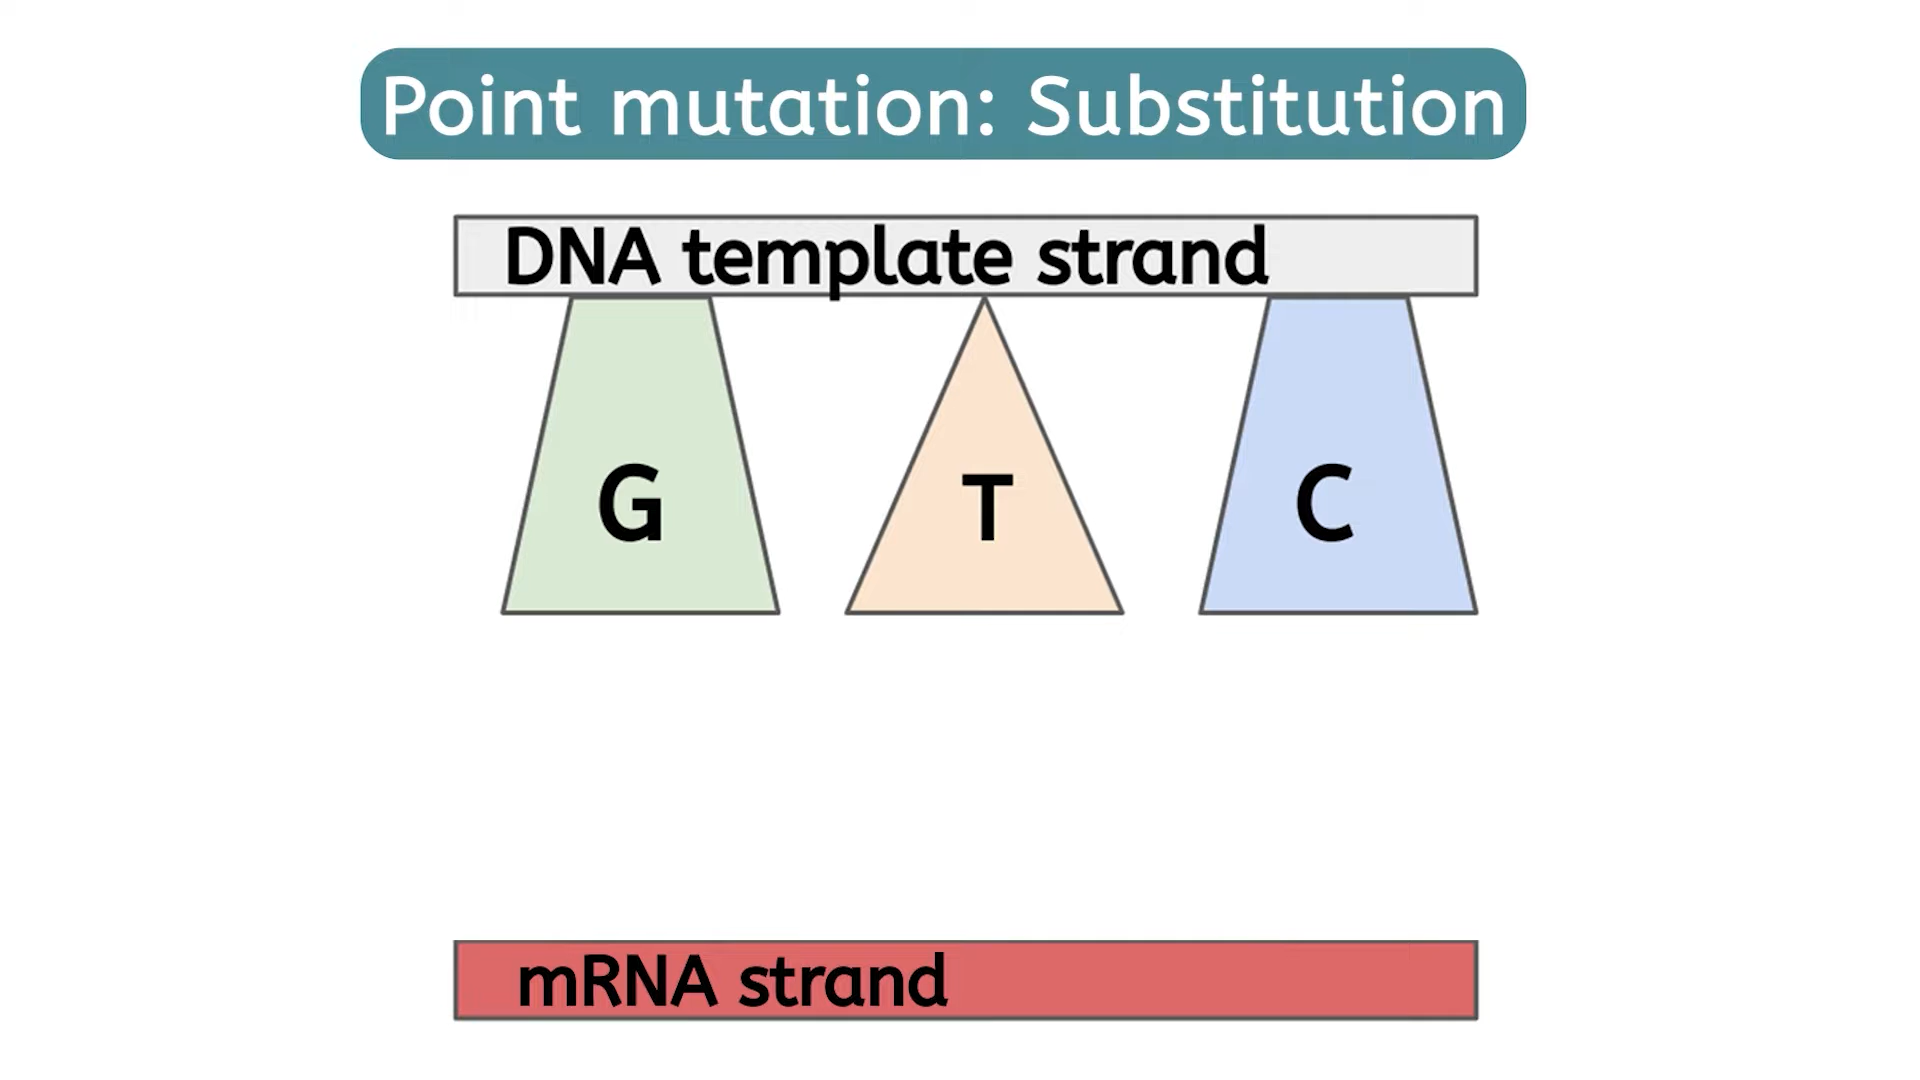 Point mutation: Substitution
DNA template strand
G T C
mRNA strand